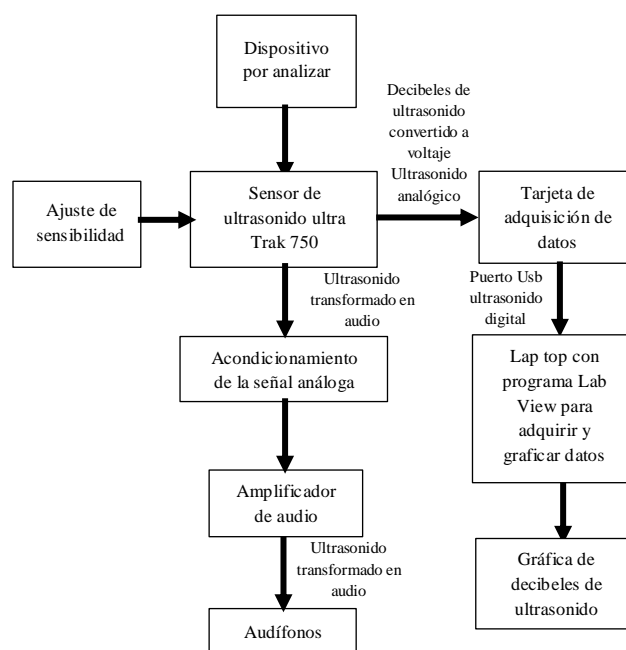 Dispositivo
por analizar
Decibeles de
ultrasonido
convertido a
voltaje
Ultrasonido
analógico
Ajuste de
sensibilidad
Sensor de
ultrasonido ultra
Trak 750
Tarjeta de
adquisición de
datos
Ultrasonido
transformado en
audio
Puerto Usb
ultrasonido
digital
Acondicionamiento
de la señal análoga
Lap top con
programa Lab
View para
adquirir y
graficar datos
Amplificador
de audio
Ultrasonido
transformado en
audio
Gráfica de
decibeles de
ultrasonido
Audífonos